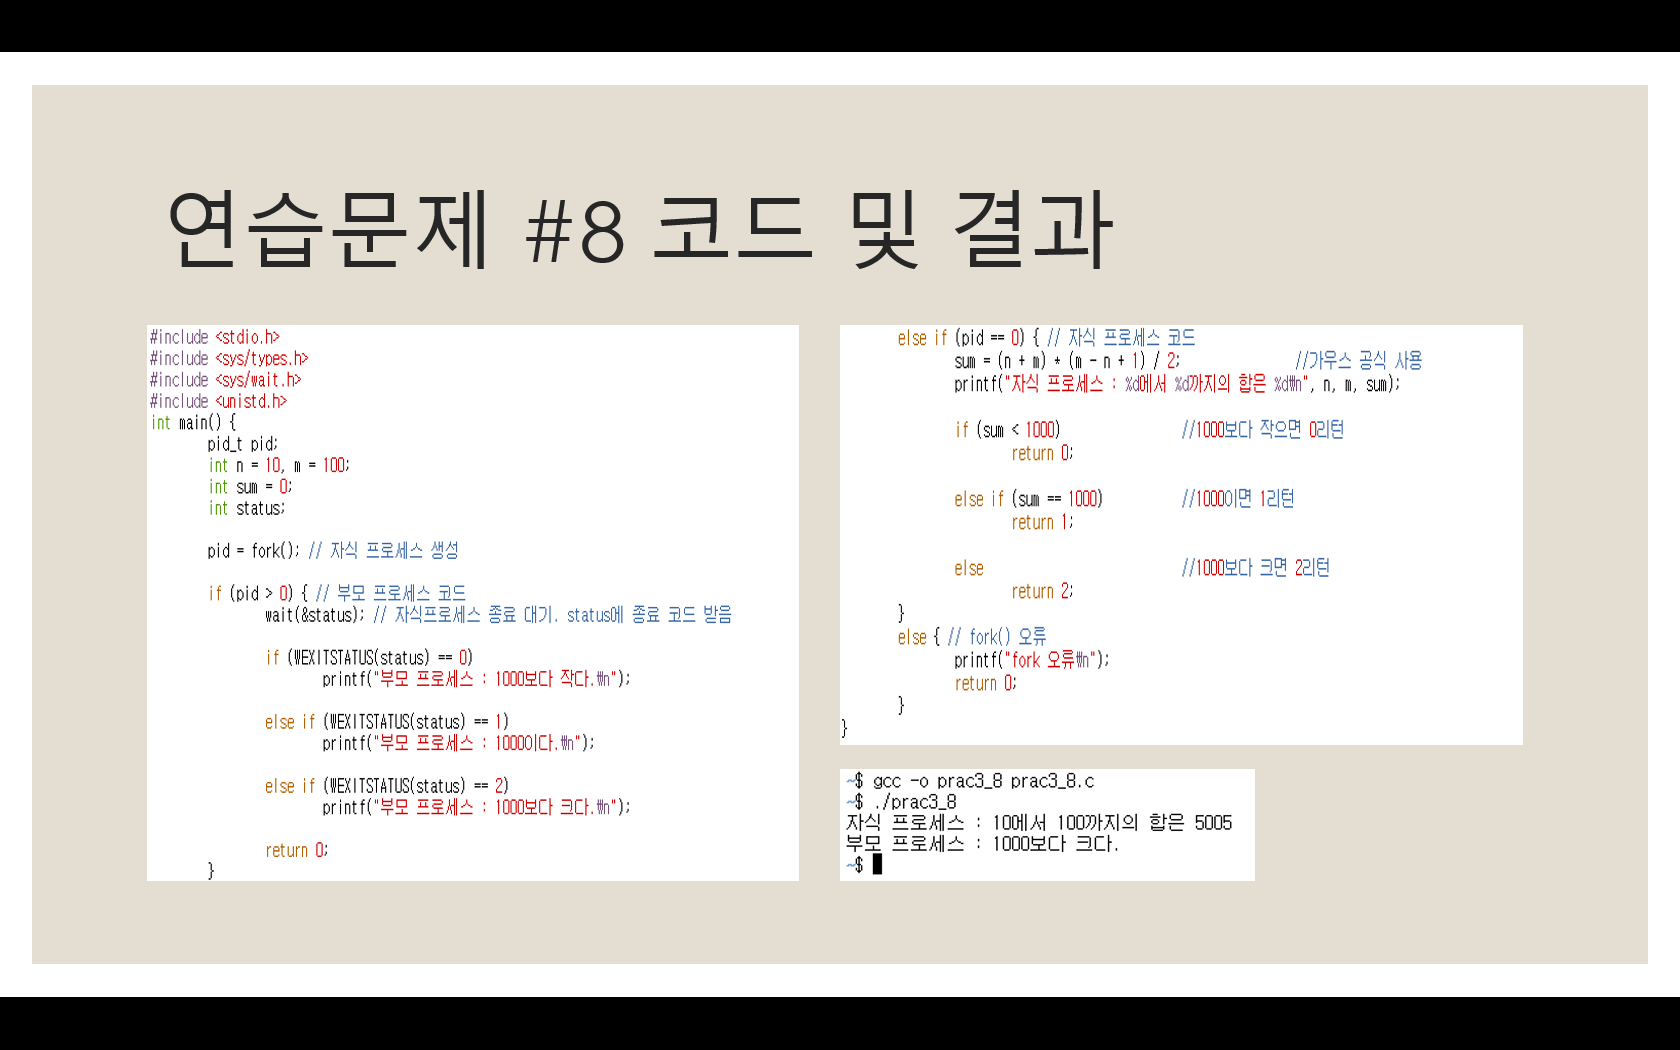 연습문제 #8 코드 및 결과
#include <stdio.h>
#include <sys/types.h>
#include <sys/wait.h>
#include <unistd.h>
int main() {
pid_t pid;
int n = 10, m = 100;
int sum = 0;
int status;
pid = fork(); // 자식 프로세스 생성
if (pid > 0) { // 부모 프로세스 코드
wait(&status); // 자식프로세스 종료 대기. status에 종료 코드 받음
if (WEXITSTATUS(status) == 0)
printf("부모 프로세스 : 1000보다 작다.₩n");
else if (WEXITSTATUS(status) == 1)
printf("부모 프로세스 : 1000이다.₩n");
else if (WEXITSTATUS(status) == 2)
printf("부모 프로세스 : 1000보다 크다.₩n");
return 0;
}
else if (pid == 0) { // 자식 프로세스 코드
sum = (n + m) * (m - n + 1) / 2; //가우스 공식 사용
printf("자식 프로세스 : %d에서 %d까지의 합은 %d₩n", n, m, sum);
if (sum < 1000) //1000보다 작으면 0리턴
return 0;
else if (sum == 1000) //1000이면 1리턴
return 1;
else //1000보다 크면 2리턴
return 2;
}
else { // fork() 오류
printf("fork 오류₩n");
return 0;
}
}
~$ gcc -o prac3_8 prac3_8.c
~$ ./prac3_8
자식 프로세스 : 10에서 100까지의 합은 5005
부모 프로세스 : 1000보다 크다.
~$